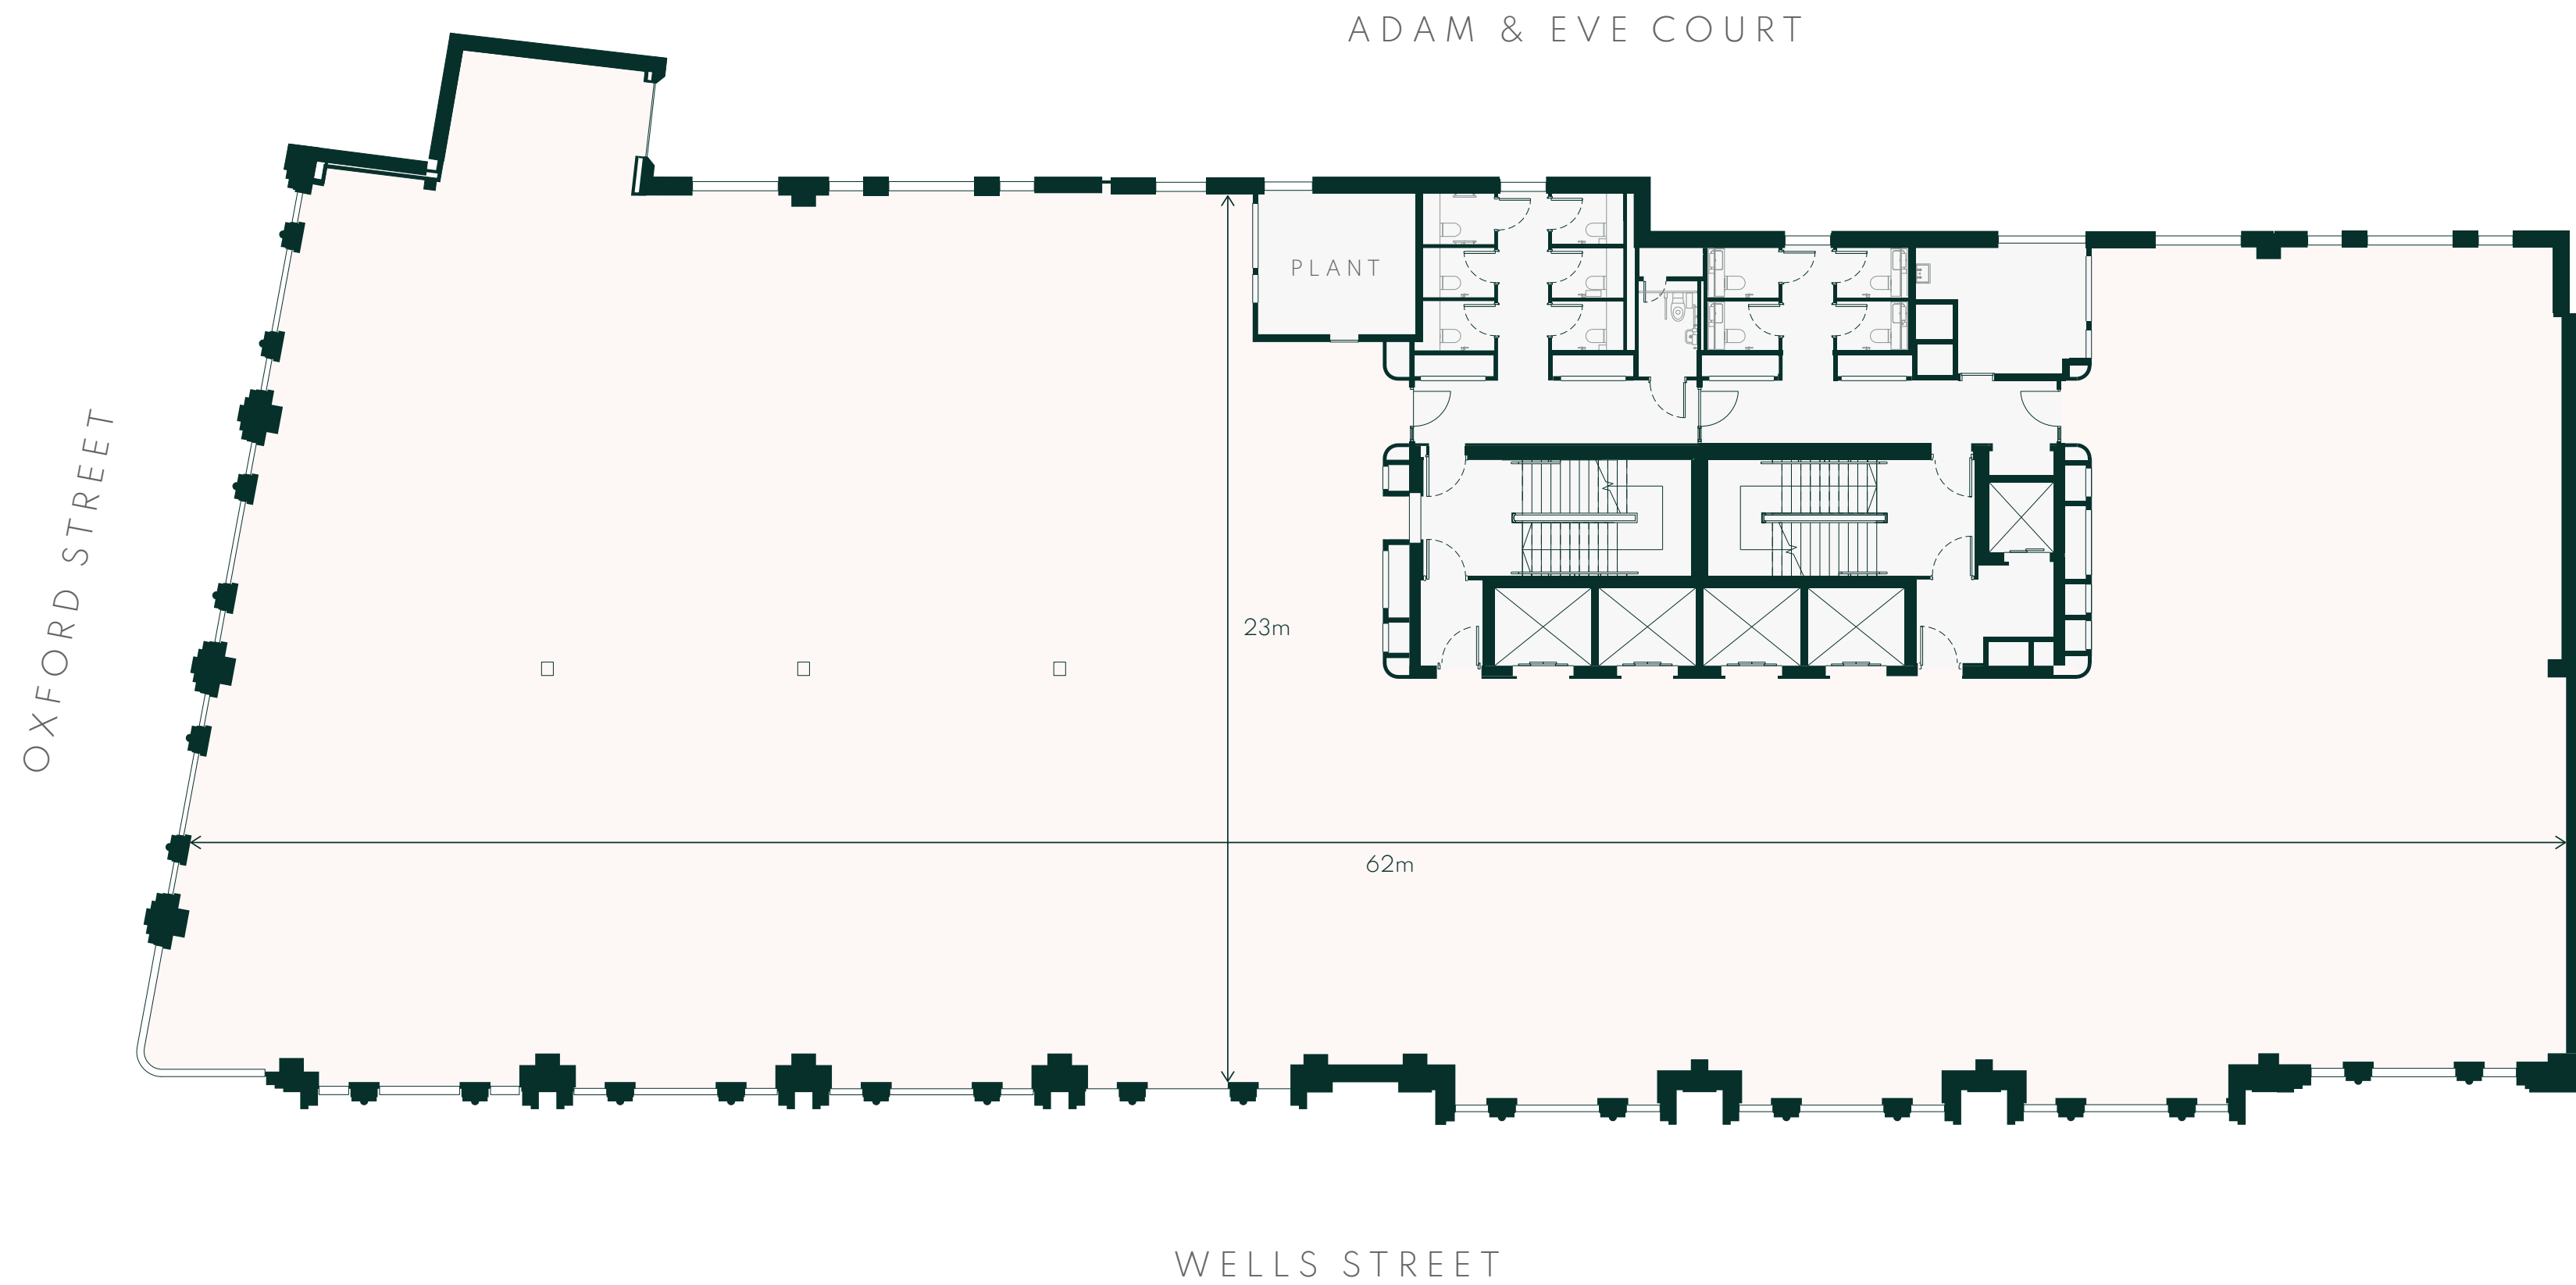 ADAM & EVE COURT
PLANT
OXFORD STREET
23m
62m
WELLS STREET